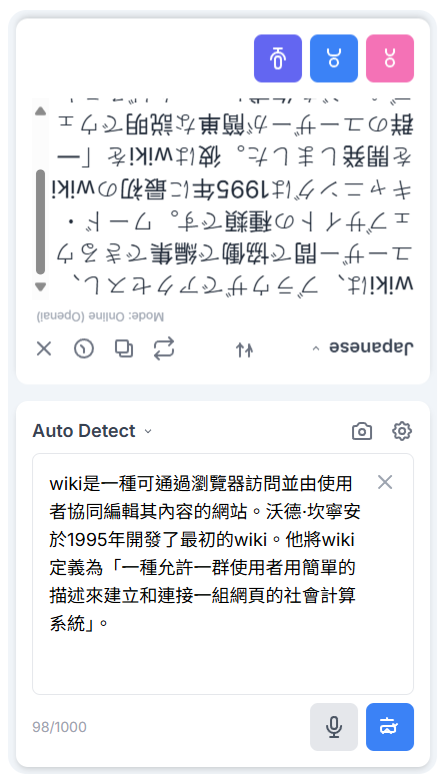 Japanese
Mode: Online (Openai)
wikiは、ブラウザでアクセスし、
ユーザー間で協働で編集できるウ
ェブサイトの種類です。ワード・
キャニングは1995年に最初のwiki
を開発しました。彼はwikiを「一
群のユーザーが簡単な説明でウェ
Auto Detect
wiki是一種可通過瀏覽器訪問並由使用
者協同編輯其內容的網站。沃德·坎寧安
於1995年開發了最初的wiki。他將wiki
定義為「一種允許一群使用者用簡單的
描述來建立和連接一組網頁的社會計算
系統」。
98/1000